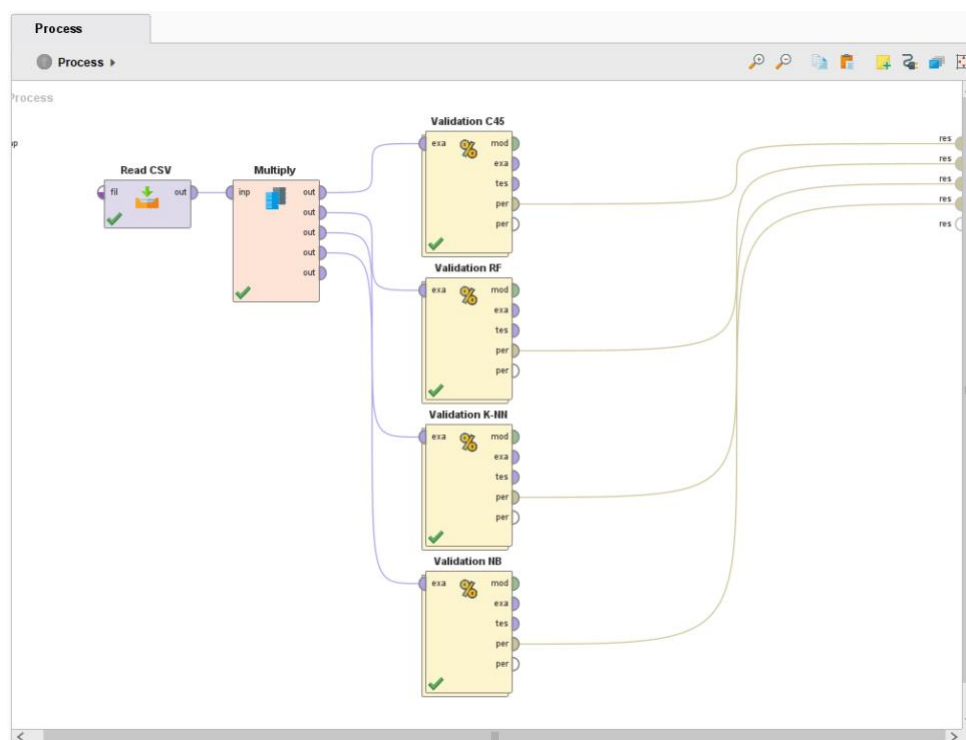 Process
Process
Process
Read CSV
fil
out
Multiply
inp
out
out
out
out
out
Validation C45
exa
mod
exa
tes
per
per
Validation RF
exa
mod
exa
tes
per
per
Validation K-NN
exa
mod
exa
tes
per
per
Validation NB
exa
mod
exa
tes
per
per
res
res
res
res
res